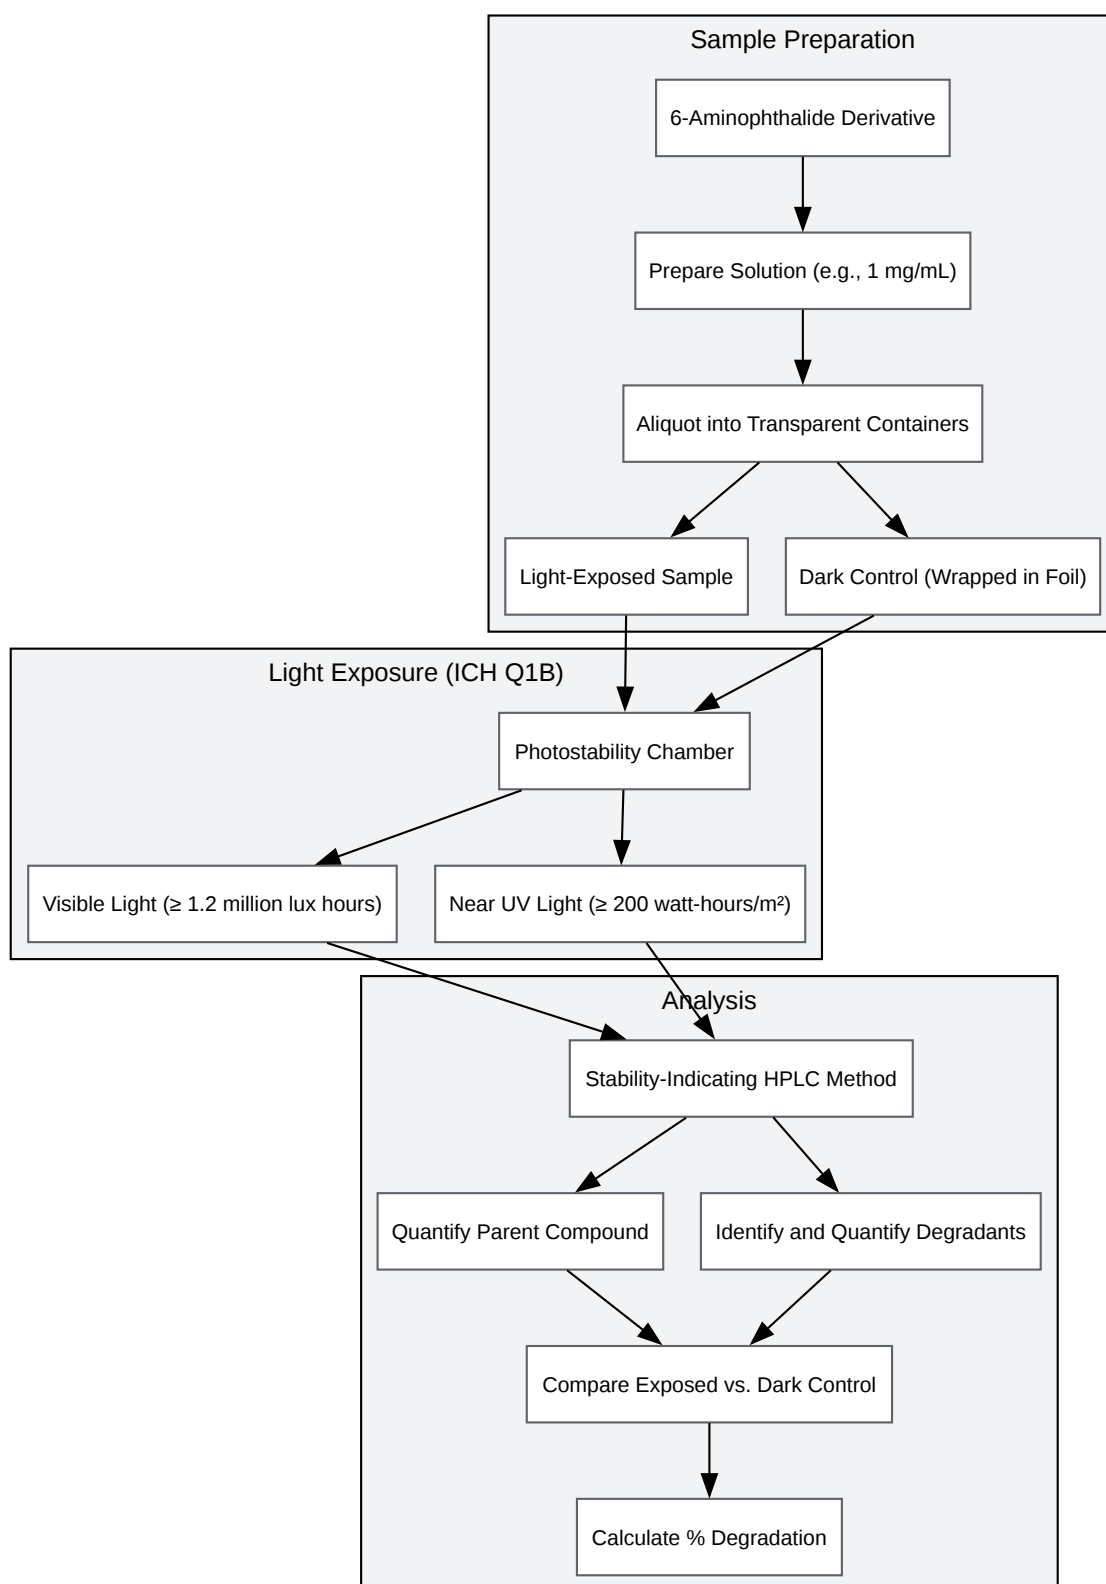 Sample Preparation
6-Aminophthalide Derivative
Prepare Solution (e.g., 1 mg/mL)
Aliquot into Transparent Containers
Light-Exposed Sample
Dark Control (Wrapped in Foil)
Light Exposure (ICH Q1B)
Photostability Chamber
Visible Light (≥ 1.2 million lux hours)
Near UV Light (≥ 200 watt-hours/m²)
Analysis
Stability-Indicating HPLC Method
Quantify Parent Compound
Identify and Quantify Degradants
Compare Exposed vs. Dark Control
Calculate % Degradation